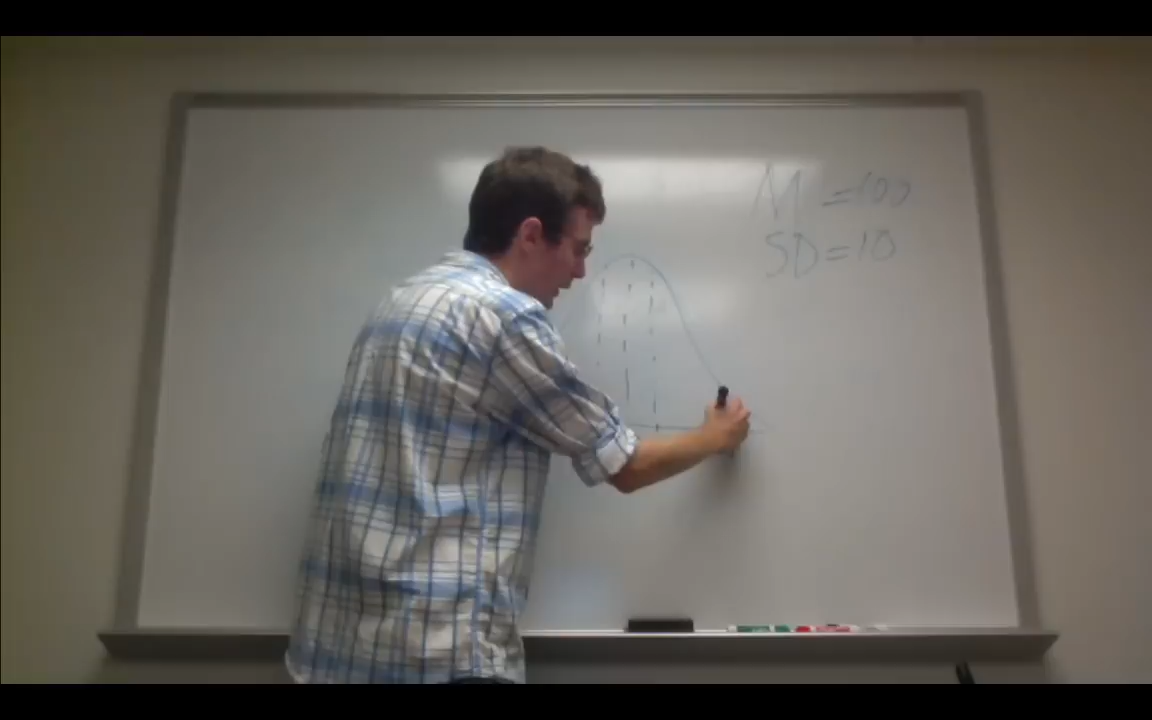 M = 100
SD = 10